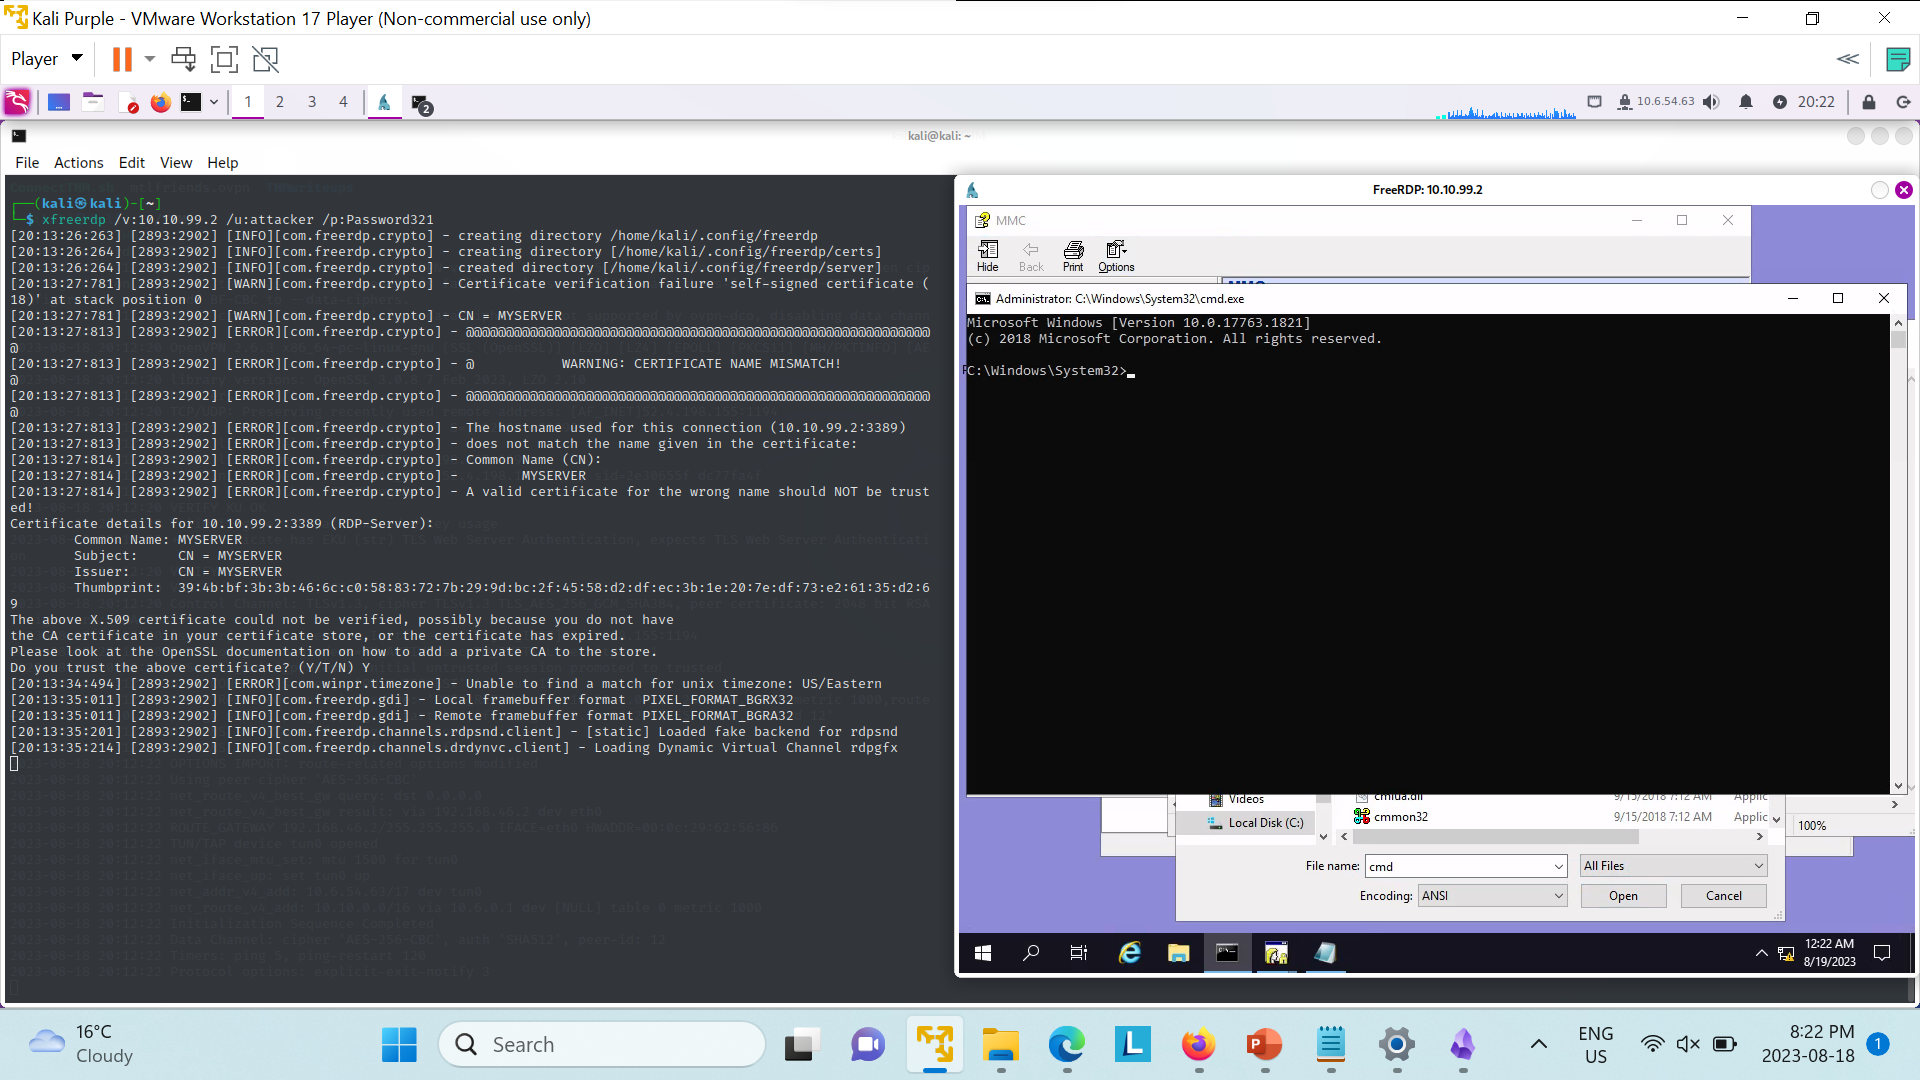 Kali Purple - VMware Workstation 17 Player (Non-commercial use only)
Player
1 2 3 4
2
10.6.54.63
20:22
kali@kali: ~
File Actions Edit View Help
┌──(kali㉿kali)-[~]
└─$ xfreerdp /v:10.10.99.2 /u:attacker /p:Password321
[20:13:26:263] [2893:2902] [INFO][com.freerdp.crypto] - creating directory /home/kali/.config/freerdp
[20:13:26:264] [2893:2902] [INFO][com.freerdp.crypto] - creating directory [/home/kali/.config/freerdp/certs]
[20:13:26:264] [2893:2902] [INFO][com.freerdp.crypto] - created directory [/home/kali/.config/freerdp/server]
[20:13:27:781] [2893:2902] [WARN][com.freerdp.crypto] - Certificate verification failure 'self-signed certificate (
18)' at stack position 0
[20:13:27:781] [2893:2902] [WARN][com.freerdp.crypto] - CN = MYSERVER
[20:13:27:813] [2893:2902] [ERROR][com.freerdp.crypto] - @@@@@@@@@@@@@@@@@@@@@@@@@@@@@@@@@@@@@@@@@@@@@@@@@@@@@@@@@@
@
[20:13:27:813] [2893:2902] [ERROR][com.freerdp.crypto] - @           WARNING: CERTIFICATE NAME MISMATCH!
@
[20:13:27:813] [2893:2902] [ERROR][com.freerdp.crypto] - @@@@@@@@@@@@@@@@@@@@@@@@@@@@@@@@@@@@@@@@@@@@@@@@@@@@@@@@@@
@
[20:13:27:813] [2893:2902] [ERROR][com.freerdp.crypto] - The hostname used for this connection (10.10.99.2:3389)
[20:13:27:813] [2893:2902] [ERROR][com.freerdp.crypto] - does not match the name given in the certificate:
[20:13:27:814] [2893:2902] [ERROR][com.freerdp.crypto] - Common Name (CN):
[20:13:27:814] [2893:2902] [ERROR][com.freerdp.crypto] -        MYSERVER
[20:13:27:814] [2893:2902] [ERROR][com.freerdp.crypto] - A valid certificate for the wrong name should NOT be trust
ed!
Certificate details for 10.10.99.2:3389 (RDP-Server):
Common Name: MYSERVER
Subject:     CN = MYSERVER
Issuer:      CN = MYSERVER
Thumbprint:  39:4b:bf:3b:3b:46:6c:c0:58:83:72:7b:29:9d:bc:2f:45:58:d2:df:ec:3b:1e:20:7e:df:73:e2:61:35:d2:6
9
The above X.509 certificate could not be verified, possibly because you do not have
the CA certificate in your certificate store, or the certificate has expired.
Please look at the OpenSSL documentation on how to add a private CA to the store.
Do you trust the above certificate? (Y/T/N) Y
[20:13:34:494] [2893:2902] [ERROR][com.winpr.timezone] - Unable to find a match for unix timezone: US/Eastern
[20:13:35:011] [2893:2902] [INFO][com.freerdp.gdi] - Local framebuffer format  PIXEL_FORMAT_BGRX32
[20:13:35:011] [2893:2902] [INFO][com.freerdp.gdi] - Remote framebuffer format PIXEL_FORMAT_BGRA32
[20:13:35:201] [2893:2902] [INFO][com.freerdp.channels.rdpsnd.client] - [static] Loaded fake backend for rdpsnd
[20:13:35:214] [2893:2902] [INFO][com.freerdp.channels.drdynvc.client] - Loading Dynamic Virtual Channel rdpgfx
FreeRDP: 10.10.99.2
MMC
Hide Back Print Options
Administrator: C:\Windows\System32\cmd.exe
Microsoft Windows [Version 10.0.17763.1821]
(c) 2018 Microsoft Corporation. All rights reserved.
C:\Windows\System32>
Videos
cmlua.dll 9/15/2018 7:12 AM Applic
Local Disk (C:)
cmmon32 9/15/2018 7:12 AM Applic
100%
File name: cmd All Files
Encoding: ANSI Open Cancel
12:22 AM
8/19/2023
16°C
Cloudy
Search
ENG
US
8:22 PM
2023-08-18
1